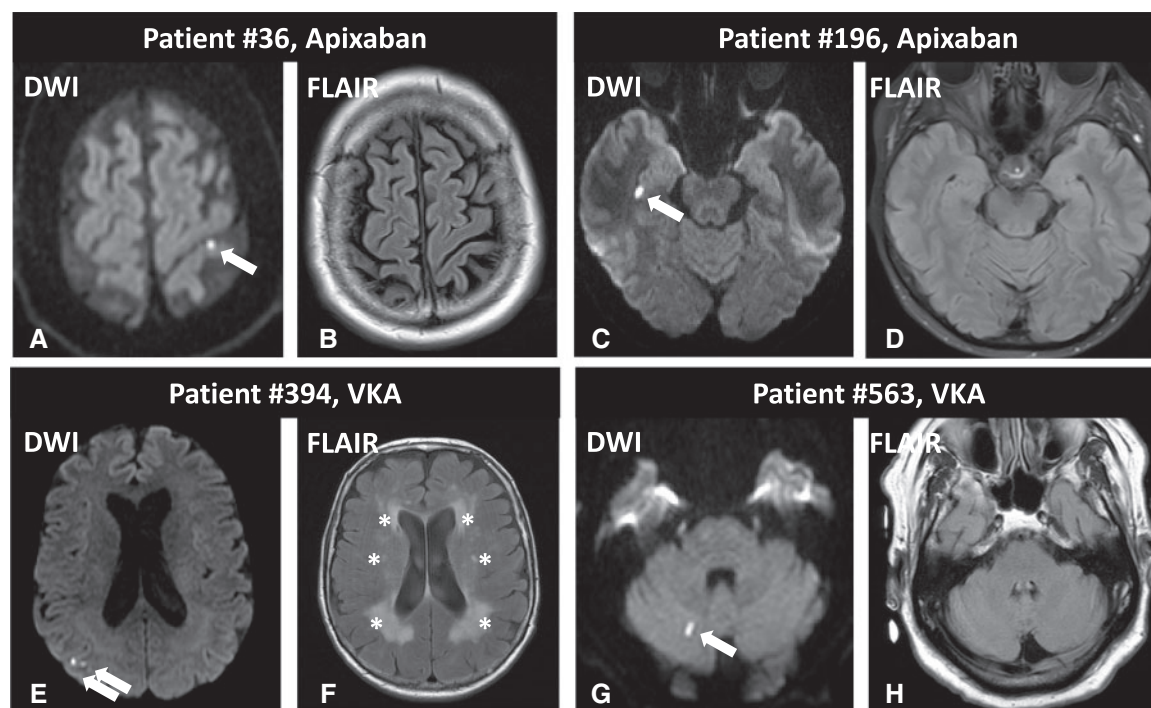 Patient #36, Apixaban
DWI
FLAIR
A
B
Patient #196, Apixaban
DWI
FLAIR
C
D
Patient #394, VKA
DWI
FLAIR
* *
* *
* *
E
F
Patient #563, VKA
DWI
FLAIR
G
H